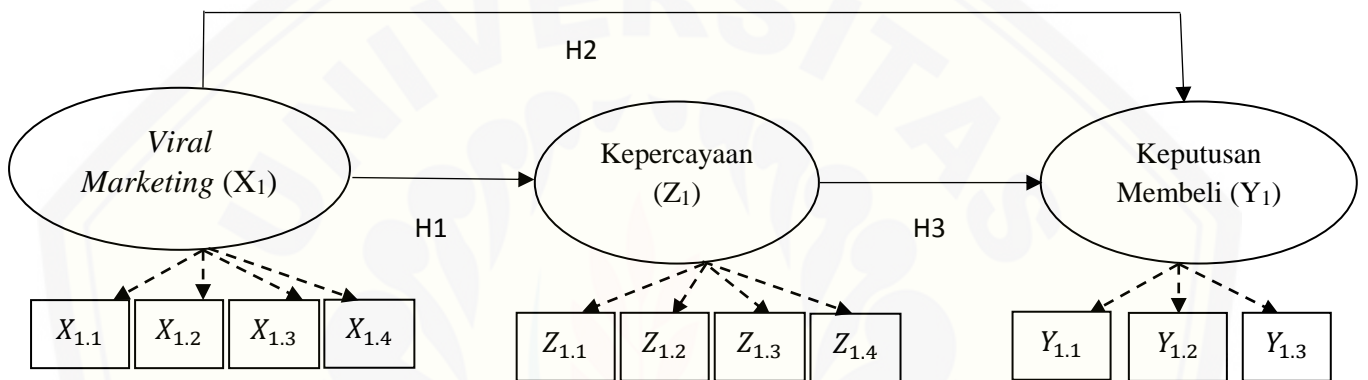 H2
Viral
Marketing (X₁)
Kepercayaan
(Z₁)
Keputusan
Membeli (Y₁)
H1
H3
X₁.₁ X₁.₂ X₁.₃ X₁.₄
Z₁.₁ Z₁.₂ Z₁.₃ Z₁.₄
Y₁.₁ Y₁.₂ Y₁.₃
UNIVERSITAS